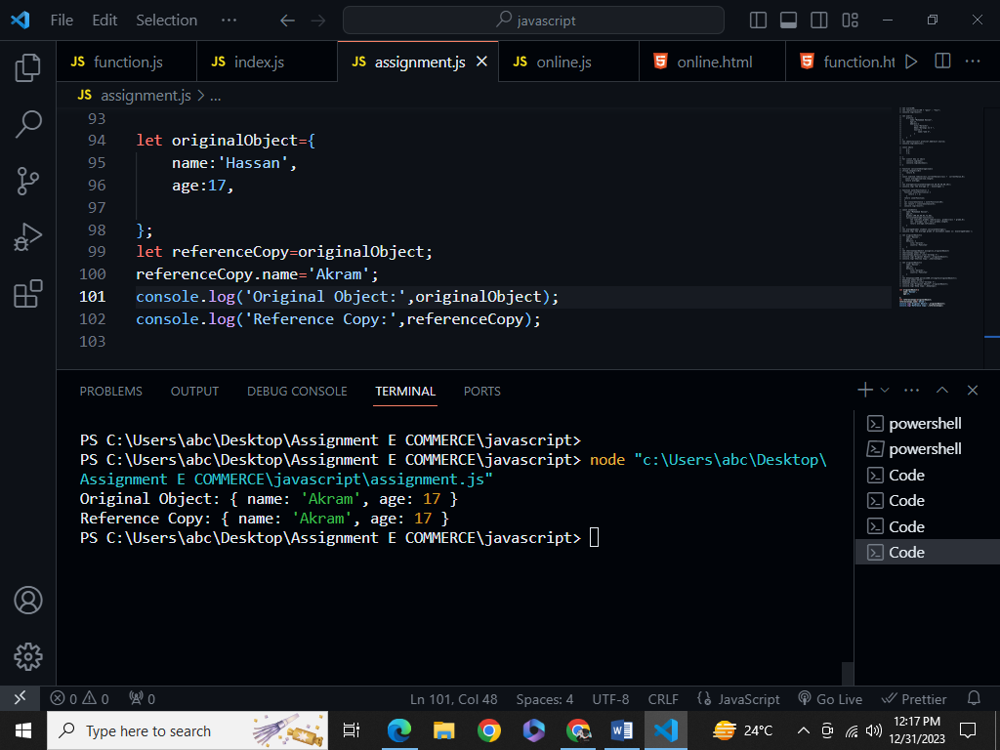 File Edit Selection ··· javascript
JS function.js JS index.js JS assignment.js JS online.js online.html function.ht
JS assignment.js > ...
93
94 let originalObject={
95 name:'Hassan',
96 age:17,
97
98 };
99 let referenceCopy=originalObject;
100 referenceCopy.name='Akram';
101 console.log('Original Object:',originalObject);
102 console.log('Reference Copy:',referenceCopy);
103
PROBLEMS OUTPUT DEBUG CONSOLE TERMINAL PORTS
PS C:\Users\abc\Desktop\Assignment E COMMERCE\javascript>
PS C:\Users\abc\Desktop\Assignment E COMMERCE\javascript> node "c:\Users\abc\Desktop\
Assignment E COMMERCE\javascript\assignment.js"
Original Object: { name: 'Akram', age: 17 }
Reference Copy: { name: 'Akram', age: 17 }
PS C:\Users\abc\Desktop\Assignment E COMMERCE\javascript>
powershell
powershell
Code
Code
Code
Code
0 0 0 Ln 101, Col 48 Spaces: 4 UTF-8 CRLF {} JavaScript Go Live Prettier
Type here to search 24°C 12:17 PM
12/31/2023